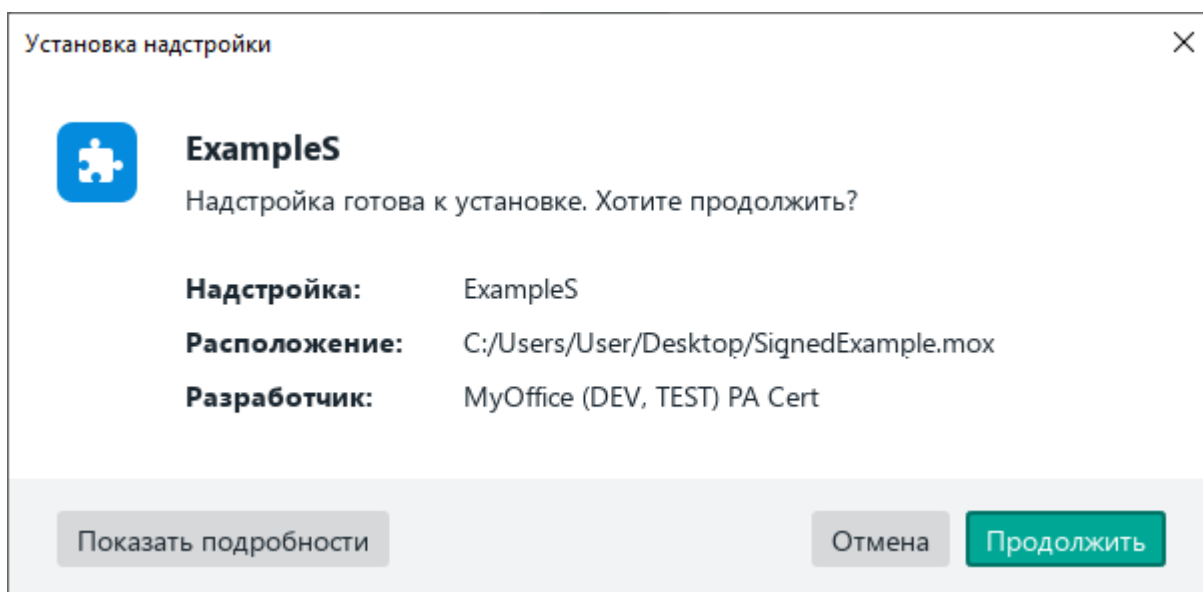 Установка надстройки
ExampleS
Надстройка готова к установке. Хотите продолжить?
Надстройка: ExampleS
Расположение: C:/Users/User/Desktop/SignedExample.mox
Разработчик: MyOffice (DEV, TEST) PA Cert
Показать подробности Отмена Продолжить